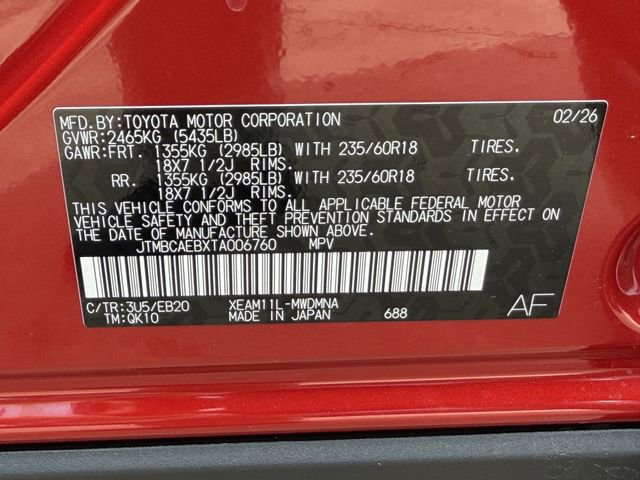 MFD.BY:TOYOTA MOTOR CORPORATION 02/26
GVWR:2465KG (5435LB)
GAWR:FRT. 1355KG (2985LB) WITH 235/60R18 TIRES.
18X7 1/2J RIMS.
RR. 1355KG (2985LB) WITH 235/60R18 TIRES.
18X7 1/2J RIMS.
THIS VEHICLE CONFORMS TO ALL APPLICABLE FEDERAL MOTOR
VEHICLE SAFETY AND THEFT PREVENTION STANDARDS IN EFFECT ON
THE DATE OF MANUFACTURE SHOWN ABOVE.
JTMBCAEBXTA006760 MPV
C/TR:3U5/EB20 XEAM11L-MWDMNA
TM:QK10 MADE IN JAPAN 688 AF